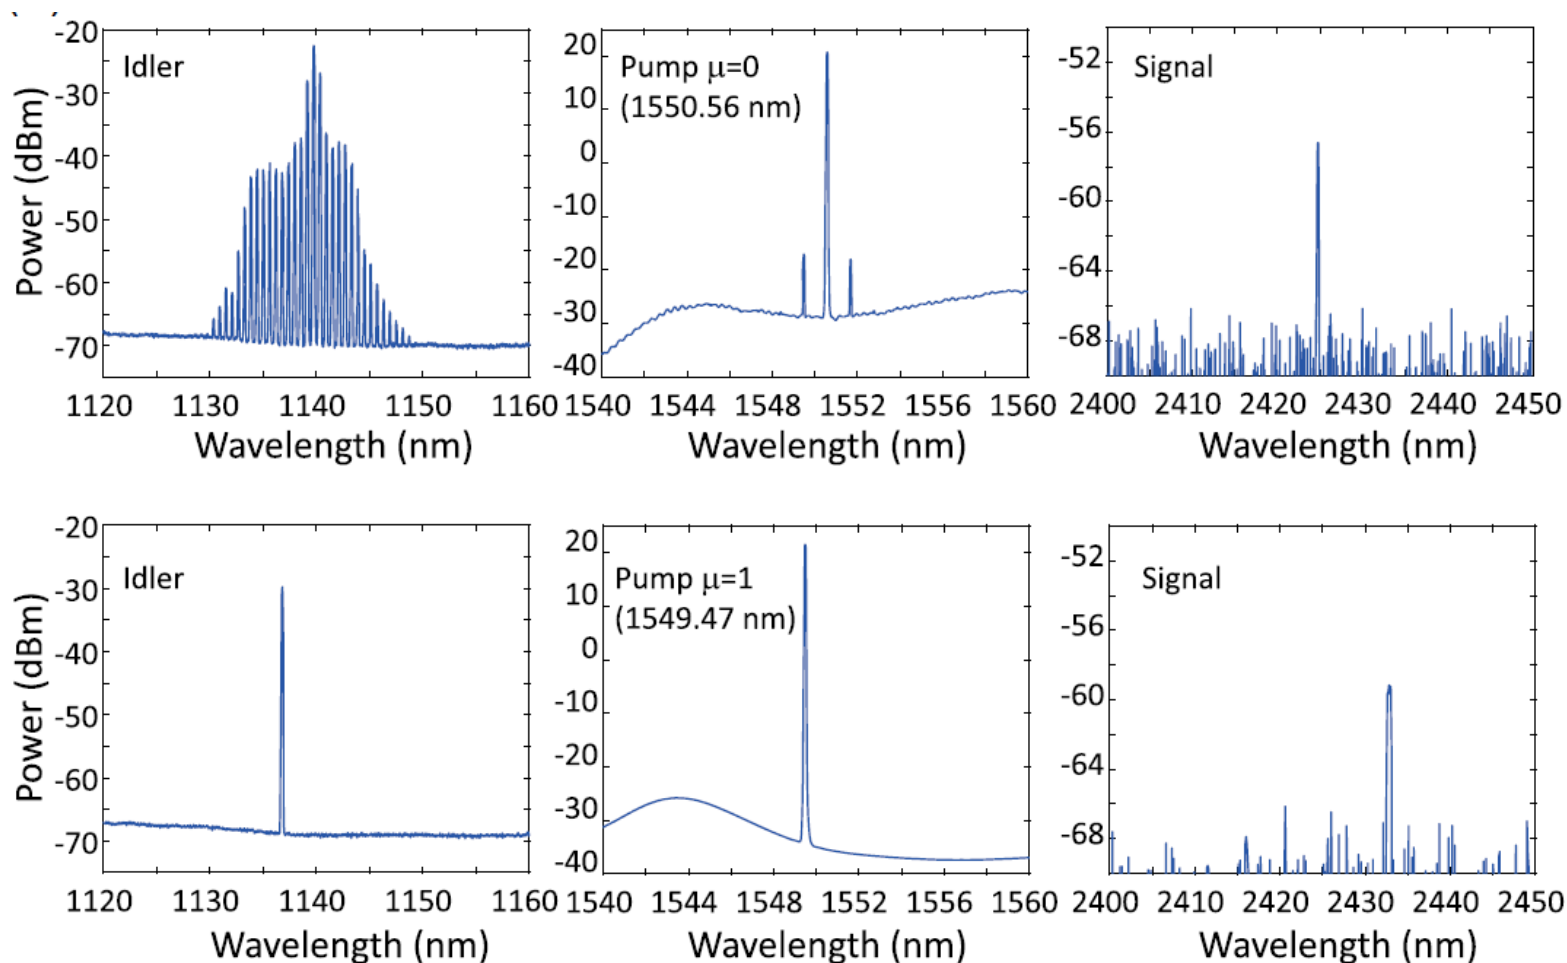 Idler
Pump μ=0
(1550.56 nm)
Signal
Power (dBm)
-20
-30
-40
-50
-60
-70
20
10
0
-10
-20
-30
-40
-52
-56
-60
-64
-68
1120 1130 1140 1150 1160
1540 1544 1548 1552 1556 1560
2400 2410 2420 2430 2440 2450
Wavelength (nm)
Wavelength (nm)
Wavelength (nm)
Idler
Pump μ=1
(1549.47 nm)
Signal
Power (dBm)
-20
-30
-40
-50
-60
-70
20
10
0
-10
-20
-30
-40
-52
-56
-60
-64
-68
1120 1130 1140 1150 1160
1540 1544 1548 1552 1556 1560
2400 2410 2420 2430 2440 2450
Wavelength (nm)
Wavelength (nm)
Wavelength (nm)